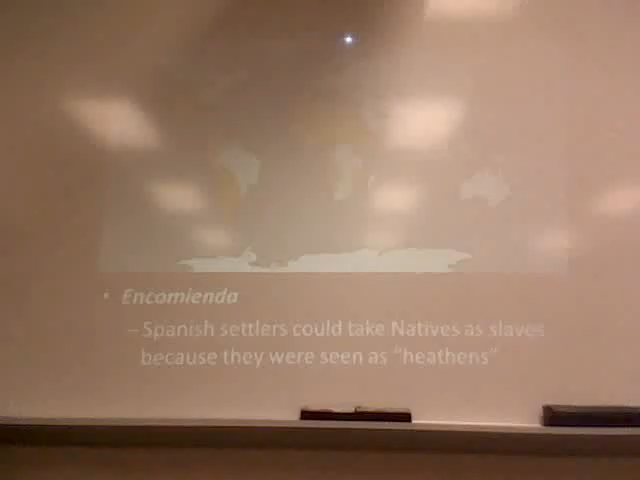 • Encomienda
– Spanish settlers could take Natives as slaves
because they were seen as "heathens"